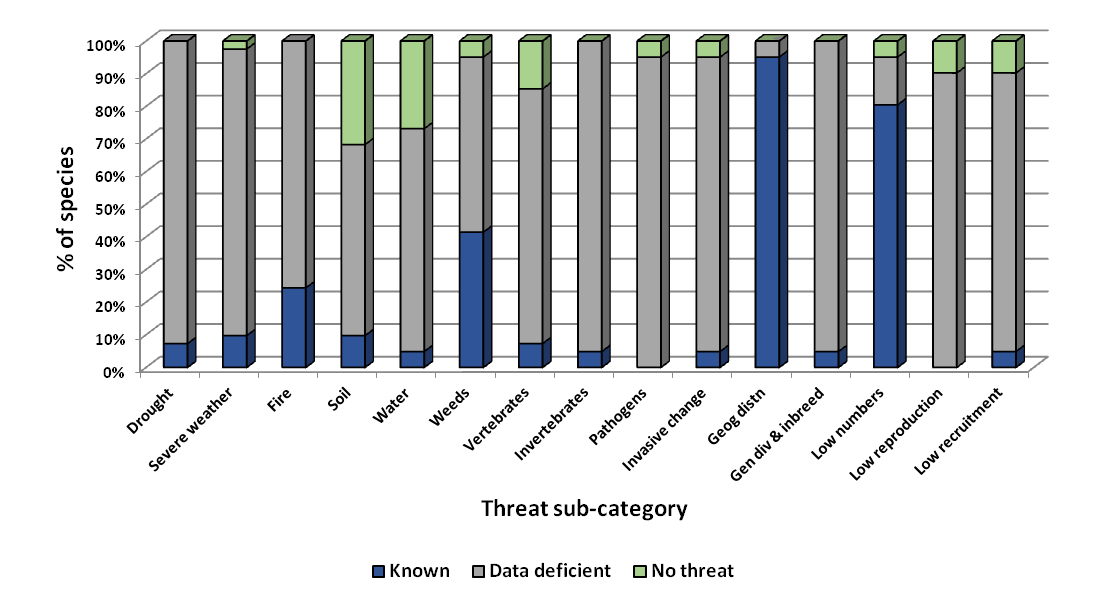 100%
90%
80%
70%
60%
50%
40%
30%
20%
10%
0%
% of species
Drought
Severe weather
Fire
Soil
Water
Weeds
Vertebrates
Invertebrates
Pathogens
Invasive change
Geog distn
Gen div & inbreed
Low numbers
Low reproduction
Low recruitment
Threat sub-category
Known
Data deficient
No threat